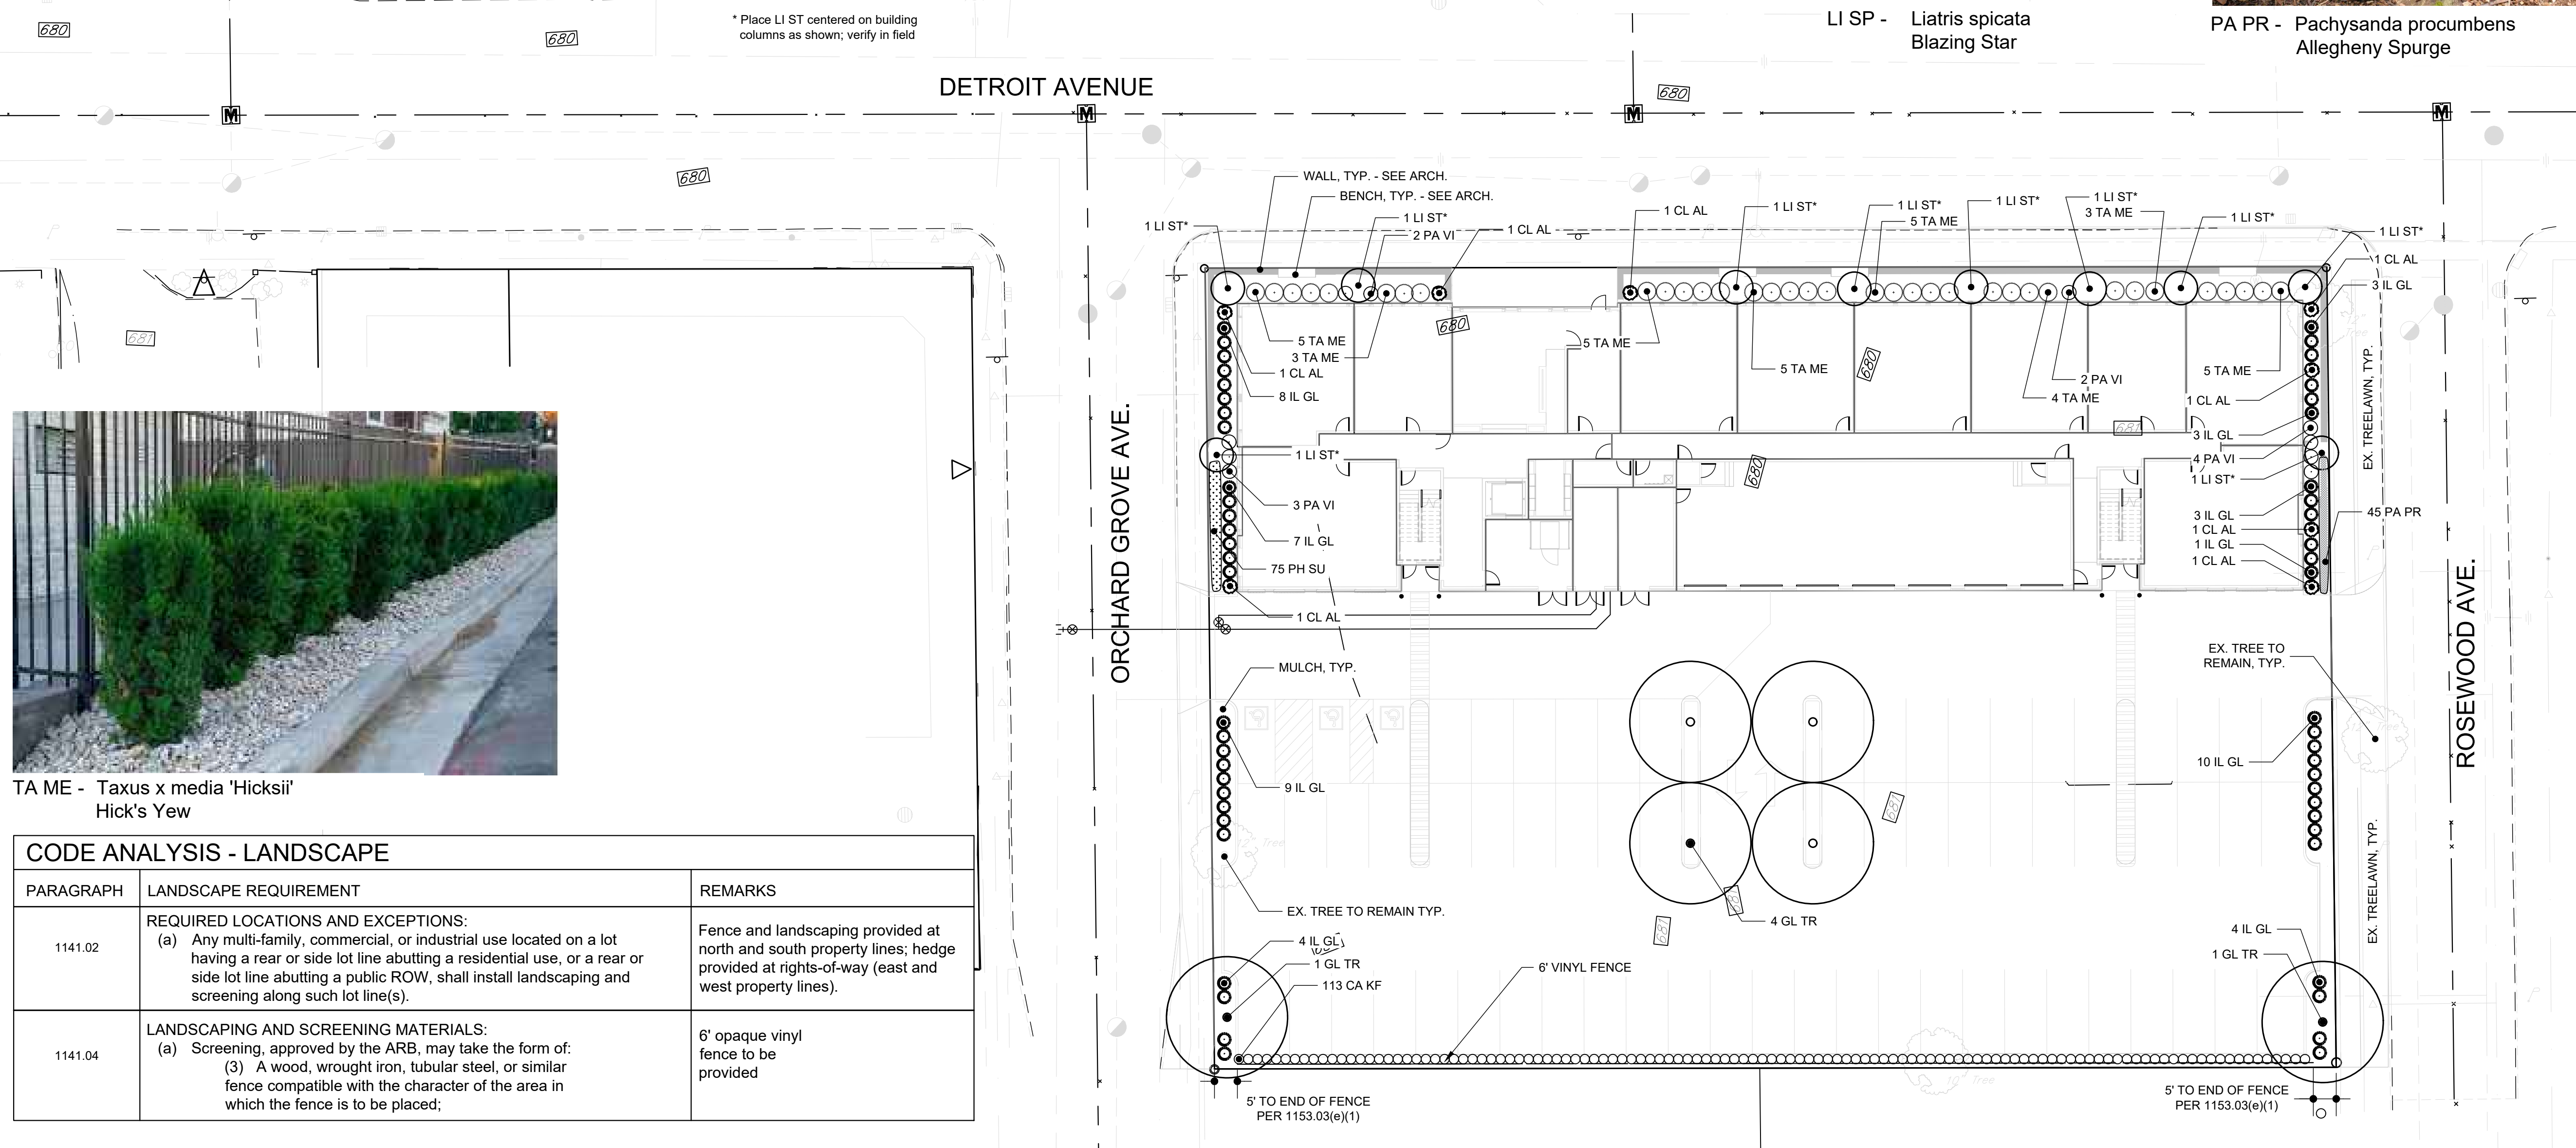 * Place LI ST centered on building
columns as shown; verify in field
LI SP - Liatris spicata
Blazing Star
PA PR - Pachysanda procumbens
Allegheny Spurge
680
680
680
680
DETROIT AVENUE
M
M
M
M
WALL, TYP. - SEE ARCH.
BENCH, TYP. - SEE ARCH.
1 LI ST*
1 LI ST*
2 PA VI
1 CL AL
1 CL AL
1 LI ST*
1 LI ST*
5 TA ME
1 LI ST*
1 LI ST*
3 TA ME
1 LI ST*
1 LI ST*
1 CL AL
3 IL GL
681
680
5 TA ME
3 TA ME
1 CL AL
8 IL GL
5 TA ME
5 TA ME
680
2 PA VI
4 TA ME
5 TA ME
1 CL AL
681
3 IL GL
4 PA VI
1 LI ST*
EX. TREELAWN, TYP.
1 LI ST*
680
3 PA VI
7 IL GL
75 PH SU
1 CL AL
3 IL GL
1 CL AL
1 IL GL
1 CL AL
45 PA PR
ORCHARD GROVE AVE.
ROSEWOOD AVE.
MULCH, TYP.
EX. TREE TO
REMAIN, TYP.
9 IL GL
10 IL GL
681
Tree
EX. TREE TO REMAIN TYP.
681
681
4 GL TR
EX. TREELAWN, TYP.
4 IL GL
1 GL TR
113 CA KF
6' VINYL FENCE
4 IL GL
1 GL TR
Tree
5' TO END OF FENCE
PER 1153.03(e)(1)
5' TO END OF FENCE
PER 1153.03(e)(1)
TA ME - Taxus x media 'Hicksii'
Hick's Yew
CODE ANALYSIS - LANDSCAPE
PARAGRAPH LANDSCAPE REQUIREMENT REMARKS
1141.02
REQUIRED LOCATIONS AND EXCEPTIONS:
(a) Any multi-family, commercial, or industrial use located on a lot
having a rear or side lot line abutting a residential use, or a rear or
side lot line abutting a public ROW, shall install landscaping and
screening along such lot line(s).
Fence and landscaping provided at
north and south property lines; hedge
provided at rights-of-way (east and
west property lines).
1141.04
LANDSCAPING AND SCREENING MATERIALS:
(a) Screening, approved by the ARB, may take the form of:
(3) A wood, wrought iron, tubular steel, or similar
fence compatible with the character of the area in
which the fence is to be placed;
6' opaque vinyl
fence to be
provided